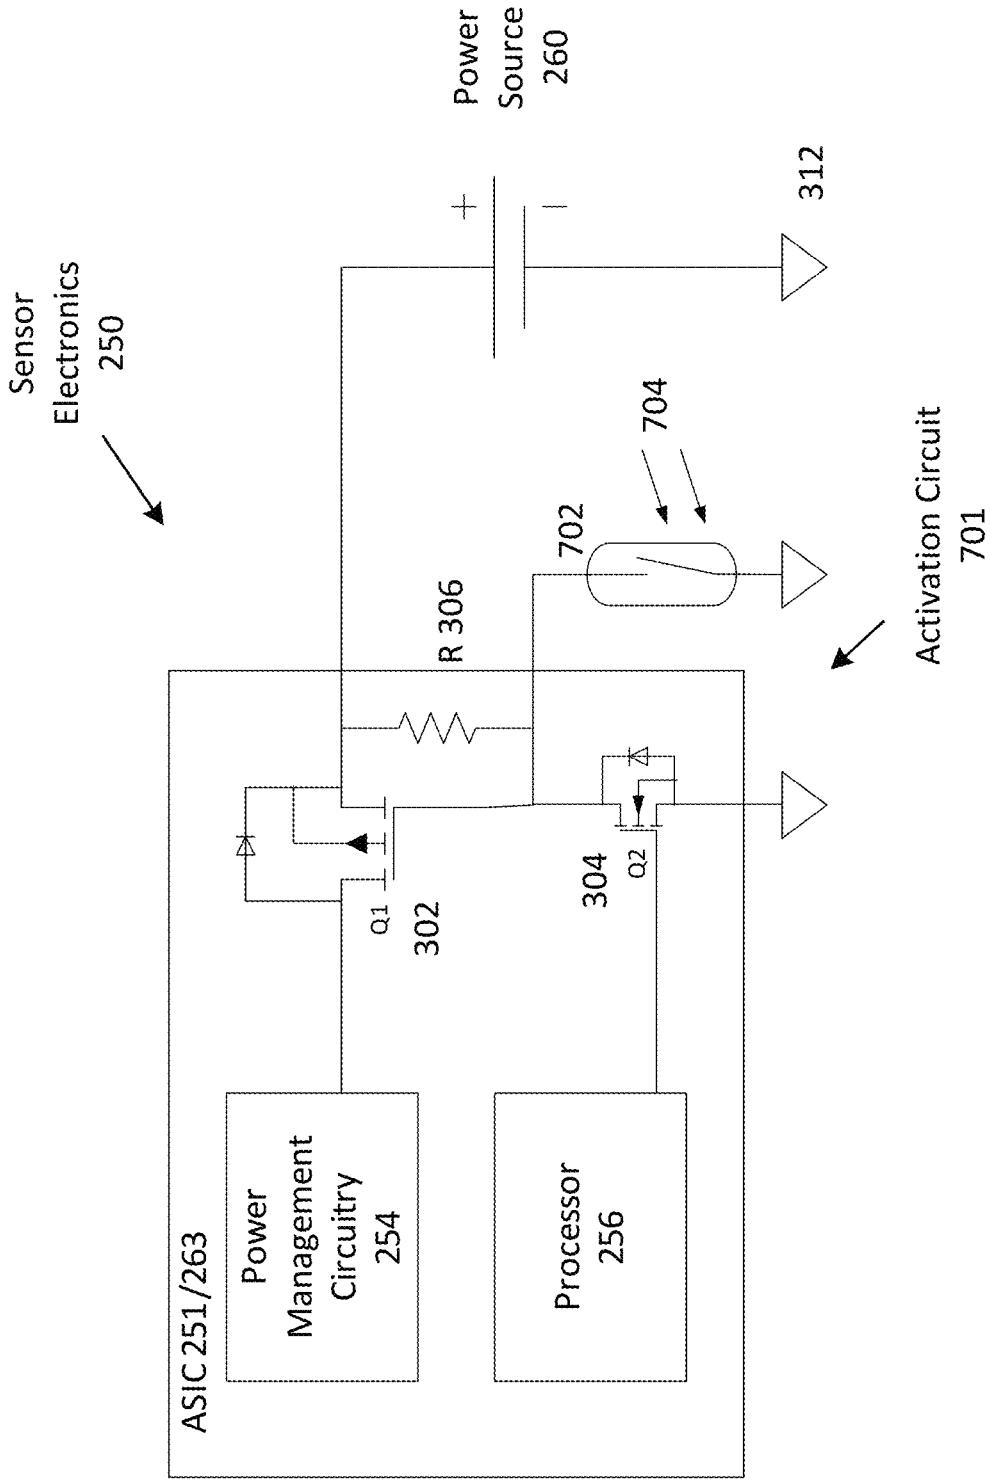 Sensor
Electronics
250
ASIC 251/263
Power
Management
Circuitry
254
Q1
302
R 306
+
−
Power
Source
260
Processor
256
304
Q2
702
704
312
Activation Circuit
701